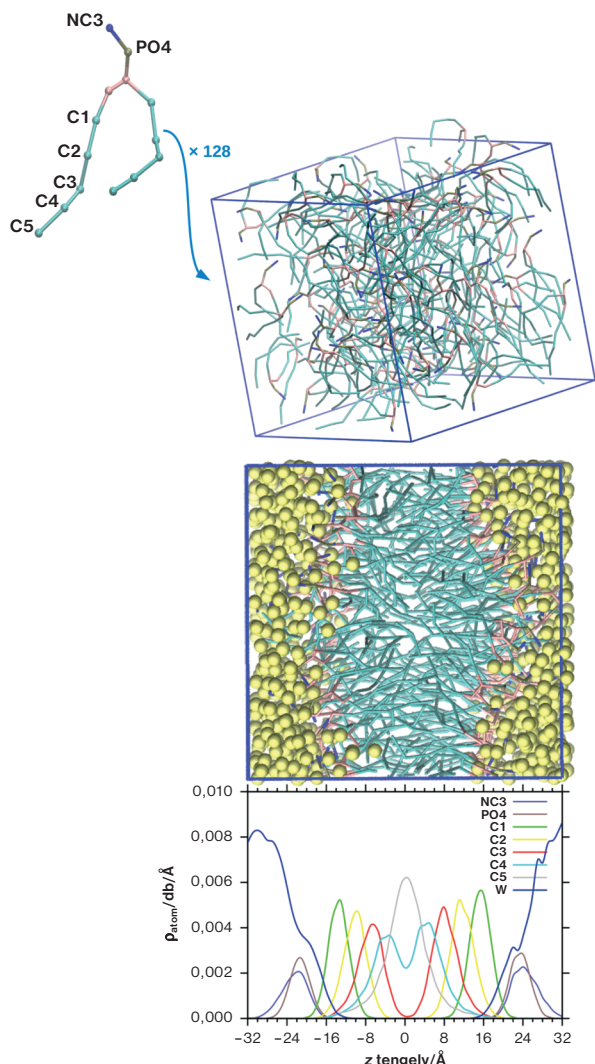 NC3
PO4
C1
C2
× 128
C3
C4
C5
0,010
0,008
0,006
0,004
0,002
0,000
ρatom/db/Å
NC3
PO4
C1
C2
C3
C4
C5
W
−32 −24 −16 −8 0 8 16 24 32
z tengely/Å